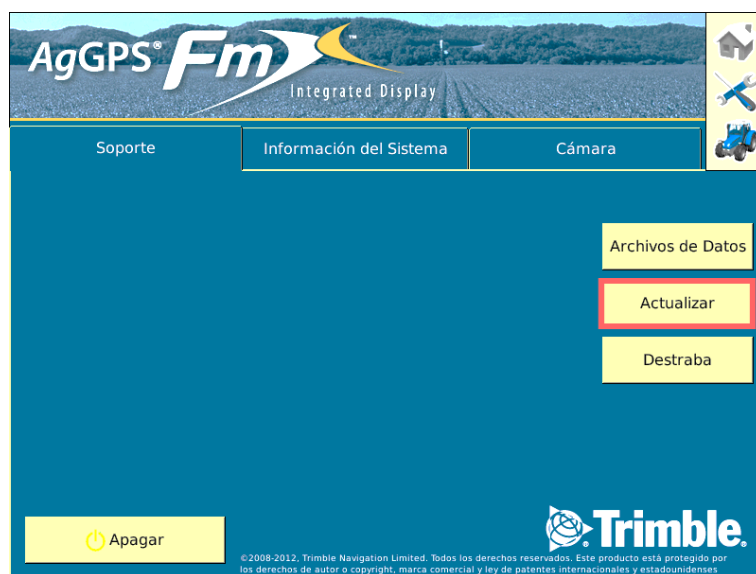 AgGPS® Fmx™
Integrated Display
Soporte
Información del Sistema
Cámara
Archivos de Datos
Actualizar
Destraba
Apagar
Trimble.
©2008-2012, Trimble Navigation Limited. Todos los derechos reservados. Este producto está protegido por
los derechos de autor o copyright, marca comercial y ley de patentes internacionales y estadounidenses